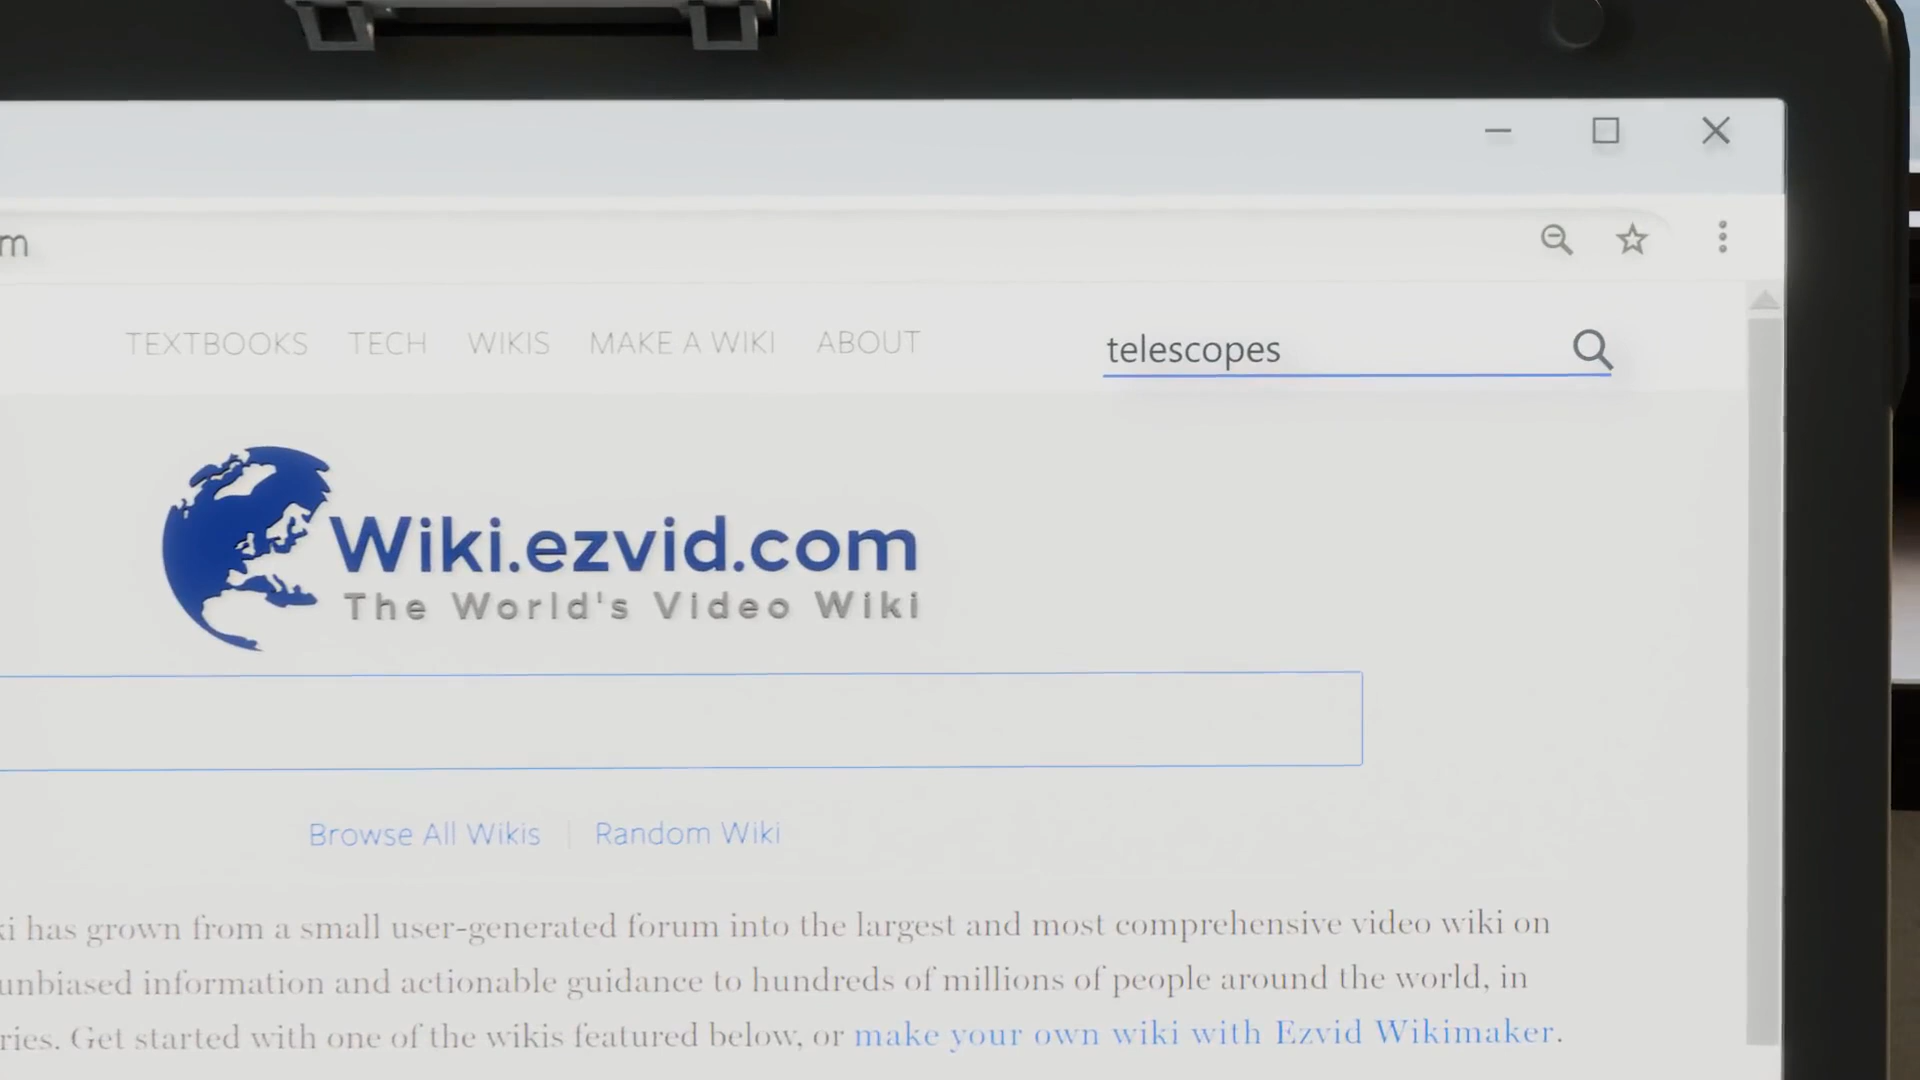 m
TEXTBOOKS TECH WIKIS MAKE A WIKI ABOUT
telescopes
Wiki.ezvid.com
The World's Video Wiki
Browse All Wikis Random Wiki
has grown from a small user-generated forum into the largest and most comprehensive video wiki on
unbiased information and actionable guidance to hundreds of millions of people around the world, in
Get started with one of the wikis featured below, or make your own wiki with Ezvid Wikimaker.